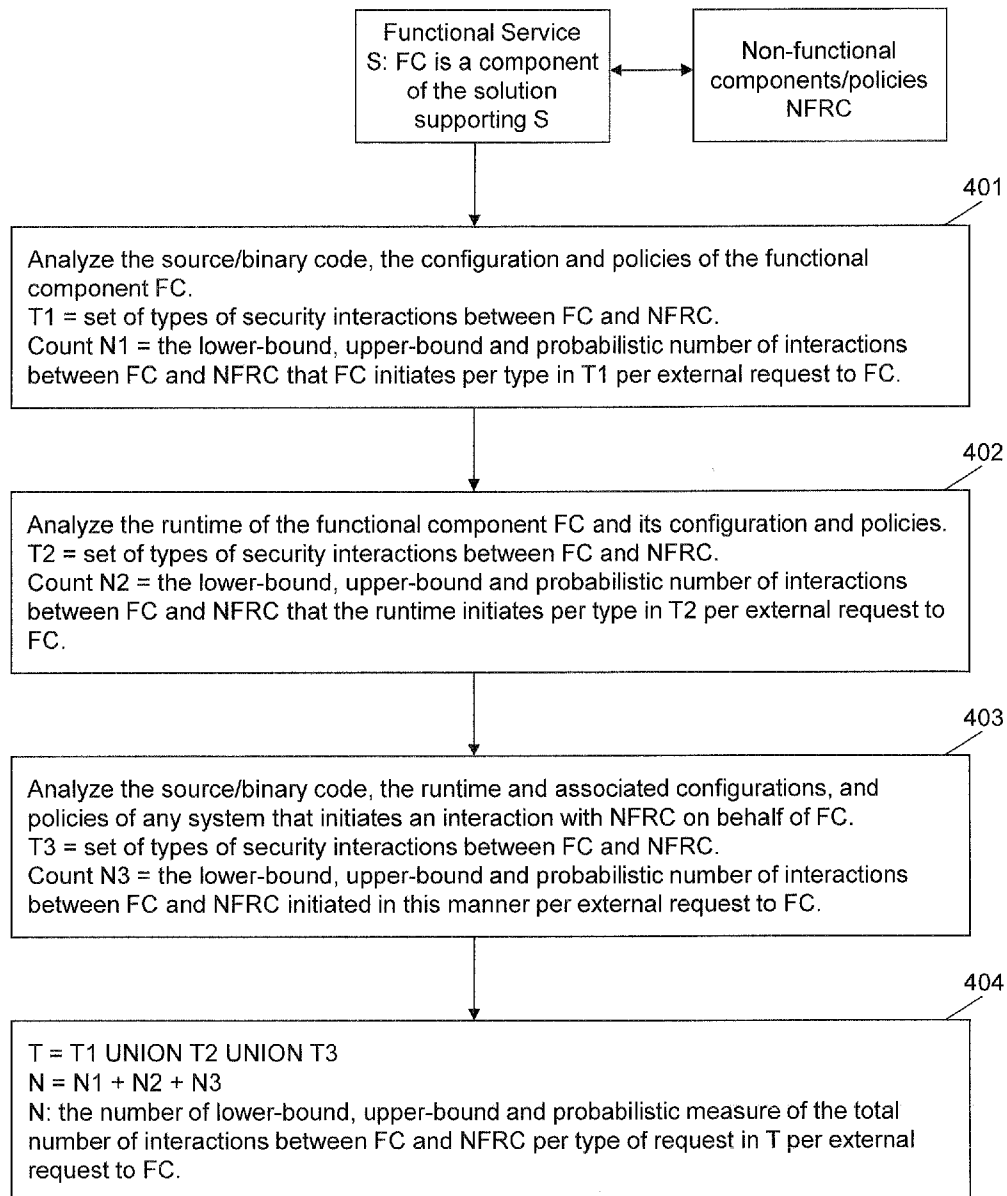 Functional Service
S: FC is a component
of the solution
supporting S
Non-functional
components/policies
NFRC
401
Analyze the source/binary code, the configuration and policies of the functional
component FC.
T1 = set of types of security interactions between FC and NFRC.
Count N1 = the lower-bound, upper-bound and probabilistic number of interactions
between FC and NFRC that FC initiates per type in T1 per external request to FC.
402
Analyze the runtime of the functional component FC and its configuration and policies.
T2 = set of types of security interactions between FC and NFRC.
Count N2 = the lower-bound, upper-bound and probabilistic number of interactions
between FC and NFRC that the runtime initiates per type in T2 per external request to
FC.
403
Analyze the source/binary code, the runtime and associated configurations, and
policies of any system that initiates an interaction with NFRC on behalf of FC.
T3 = set of types of security interactions between FC and NFRC.
Count N3 = the lower-bound, upper-bound and probabilistic number of interactions
between FC and NFRC initiated in this manner per external request to FC.
404
T = T1 UNION T2 UNION T3
N = N1 + N2 + N3
N: the number of lower-bound, upper-bound and probabilistic measure of the total
number of interactions between FC and NFRC per type of request in T per external
request to FC.